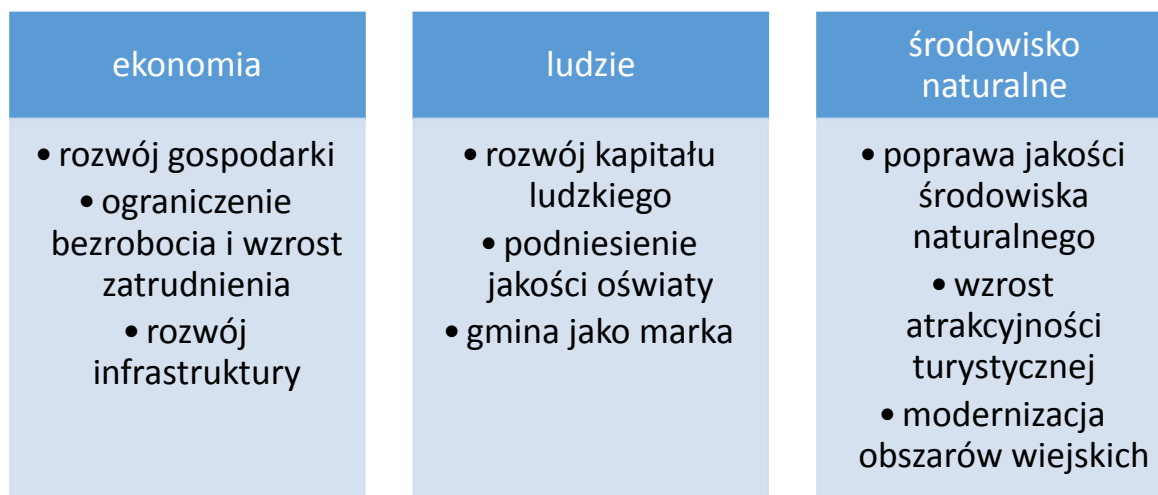 ekonomia
• rozwój gospodarki
• ograniczenie
bezrobocia i wzrost
zatrudnienia
• rozwój
infrastruktury
ludzie
• rozwój kapitału
ludzkiego
• podniesienie
jakości oświaty
• gmina jako marka
środowisko
naturalne
• poprawa jakości
środowiska
naturalnego
• wzrost
atrakcyjności
turystycznej
• modernizacja
obszarów wiejskich